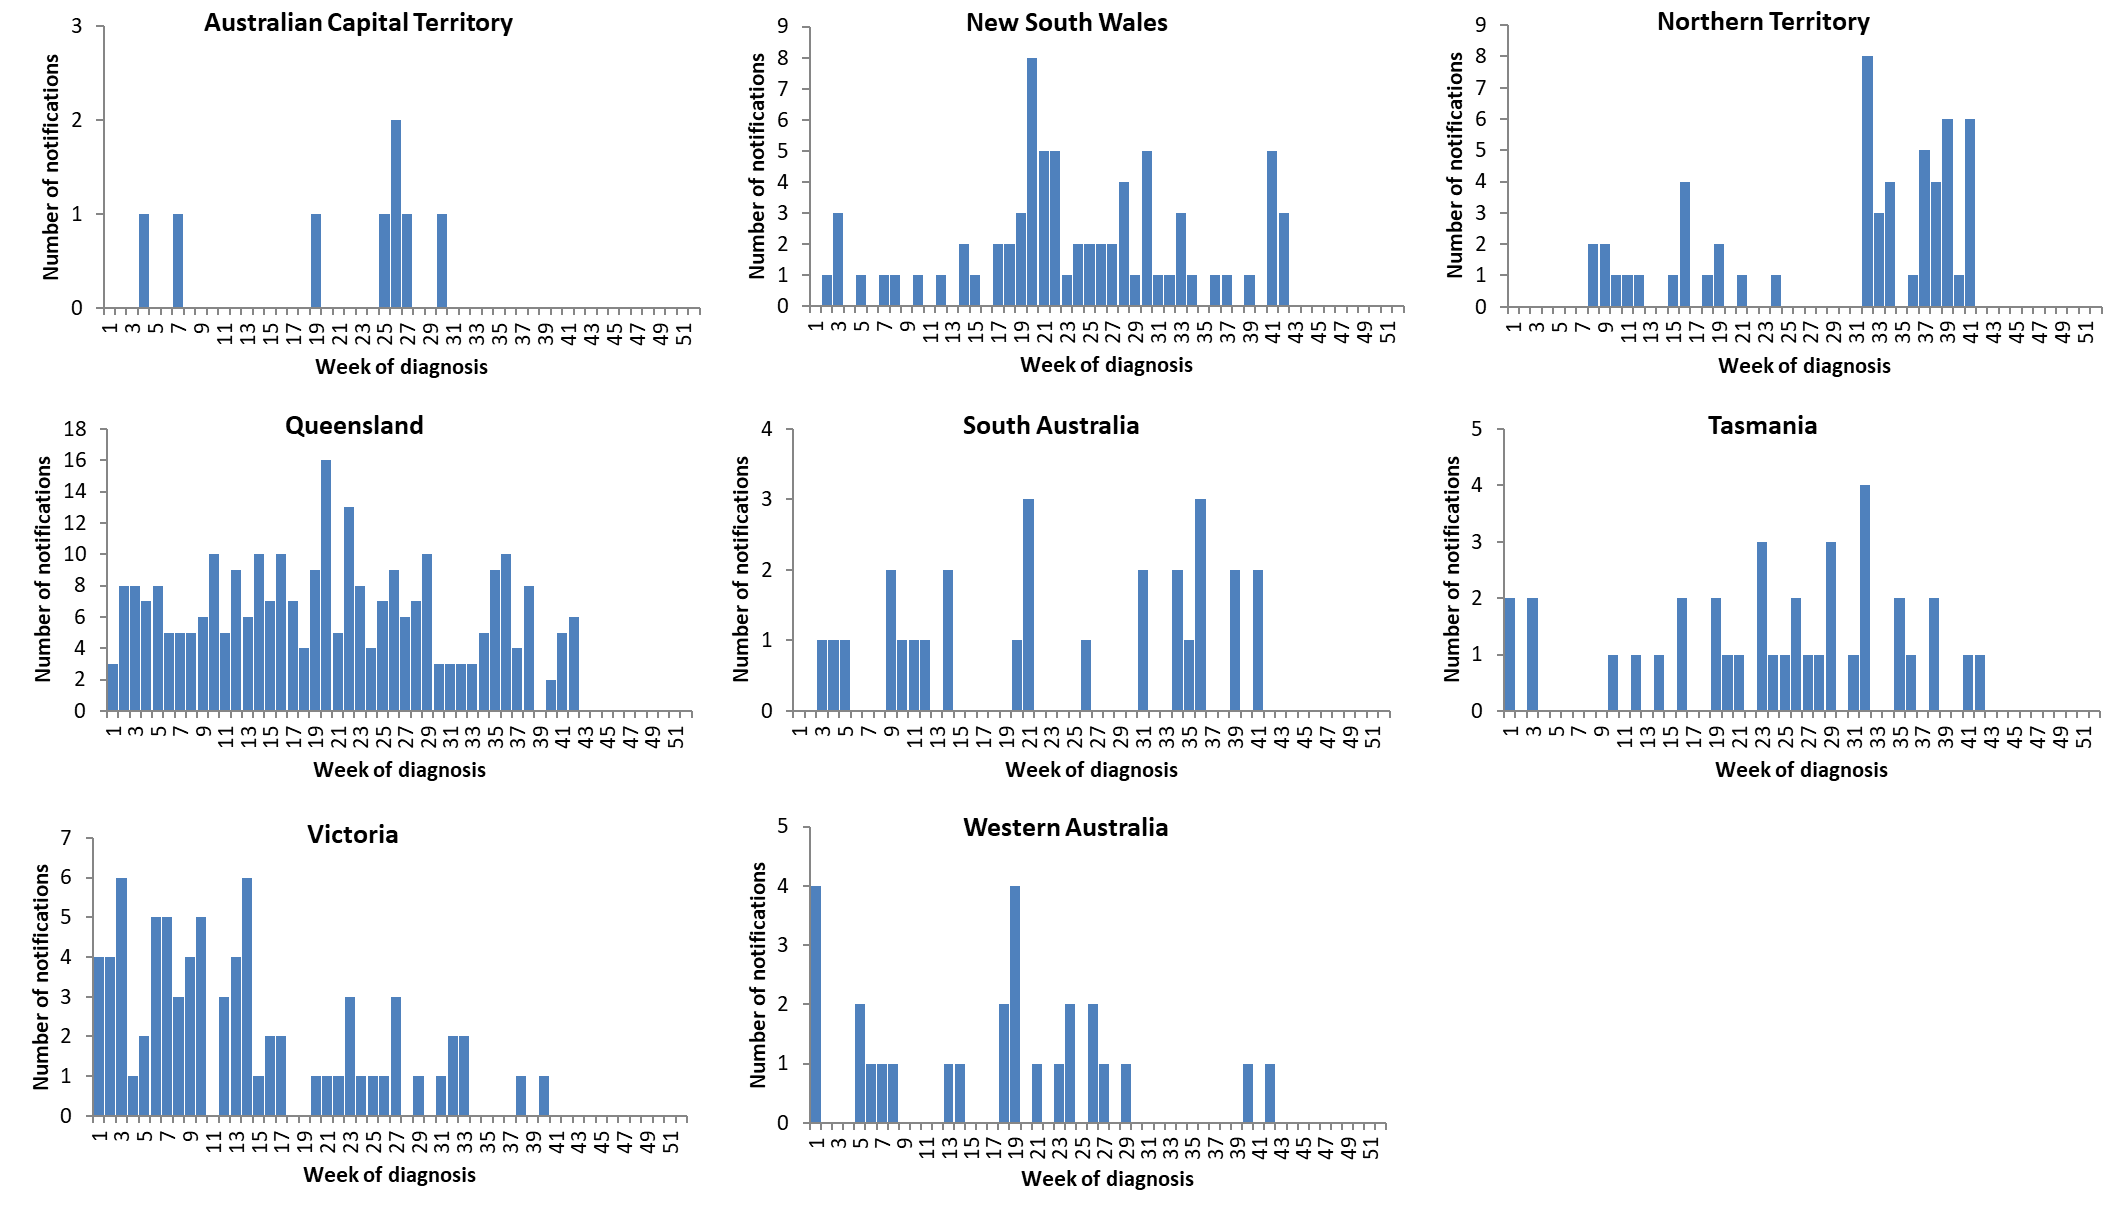 Australian Capital Territory
Number of notifications
3
2
1
0
1 3 5 7 9 11 13 15 17 19 21 23 25 27 29 31 33 35 37 39 41 43 45 47 49 51
Week of diagnosis
New South Wales
Number of notifications
9
8
7
6
5
4
3
2
1
0
1 3 5 7 9 11 13 15 17 19 21 23 25 27 29 31 33 35 37 39 41 43 45 47 49 51
Week of diagnosis
Northern Territory
Number of notifications
9
8
7
6
5
4
3
2
1
0
1 3 5 7 9 11 13 15 17 19 21 23 25 27 29 31 33 35 37 39 41 43 45 47 49 51
Week of diagnosis
Queensland
Number of notifications
18
16
14
12
10
8
6
4
2
0
1 3 5 7 9 11 13 15 17 19 21 23 25 27 29 31 33 35 37 39 41 43 45 47 49 51
Week of diagnosis
South Australia
Number of notifications
4
3
2
1
0
1 3 5 7 9 11 13 15 17 19 21 23 25 27 29 31 33 35 37 39 41 43 45 47 49 51
Week of diagnosis
Tasmania
Number of notifications
5
4
3
2
1
0
1 3 5 7 9 11 13 15 17 19 21 23 25 27 29 31 33 35 37 39 41 43 45 47 49 51
Week of diagnosis
Victoria
Number of notifications
7
6
5
4
3
2
1
0
1 3 5 7 9 11 13 15 17 19 21 23 25 27 29 31 33 35 37 39 41 43 45 47 49 51
Week of diagnosis
Western Australia
Number of notifications
5
4
3
2
1
0
1 3 5 7 9 11 13 15 17 19 21 23 25 27 29 31 33 35 37 39 41 43 45 47 49 51
Week of diagnosis